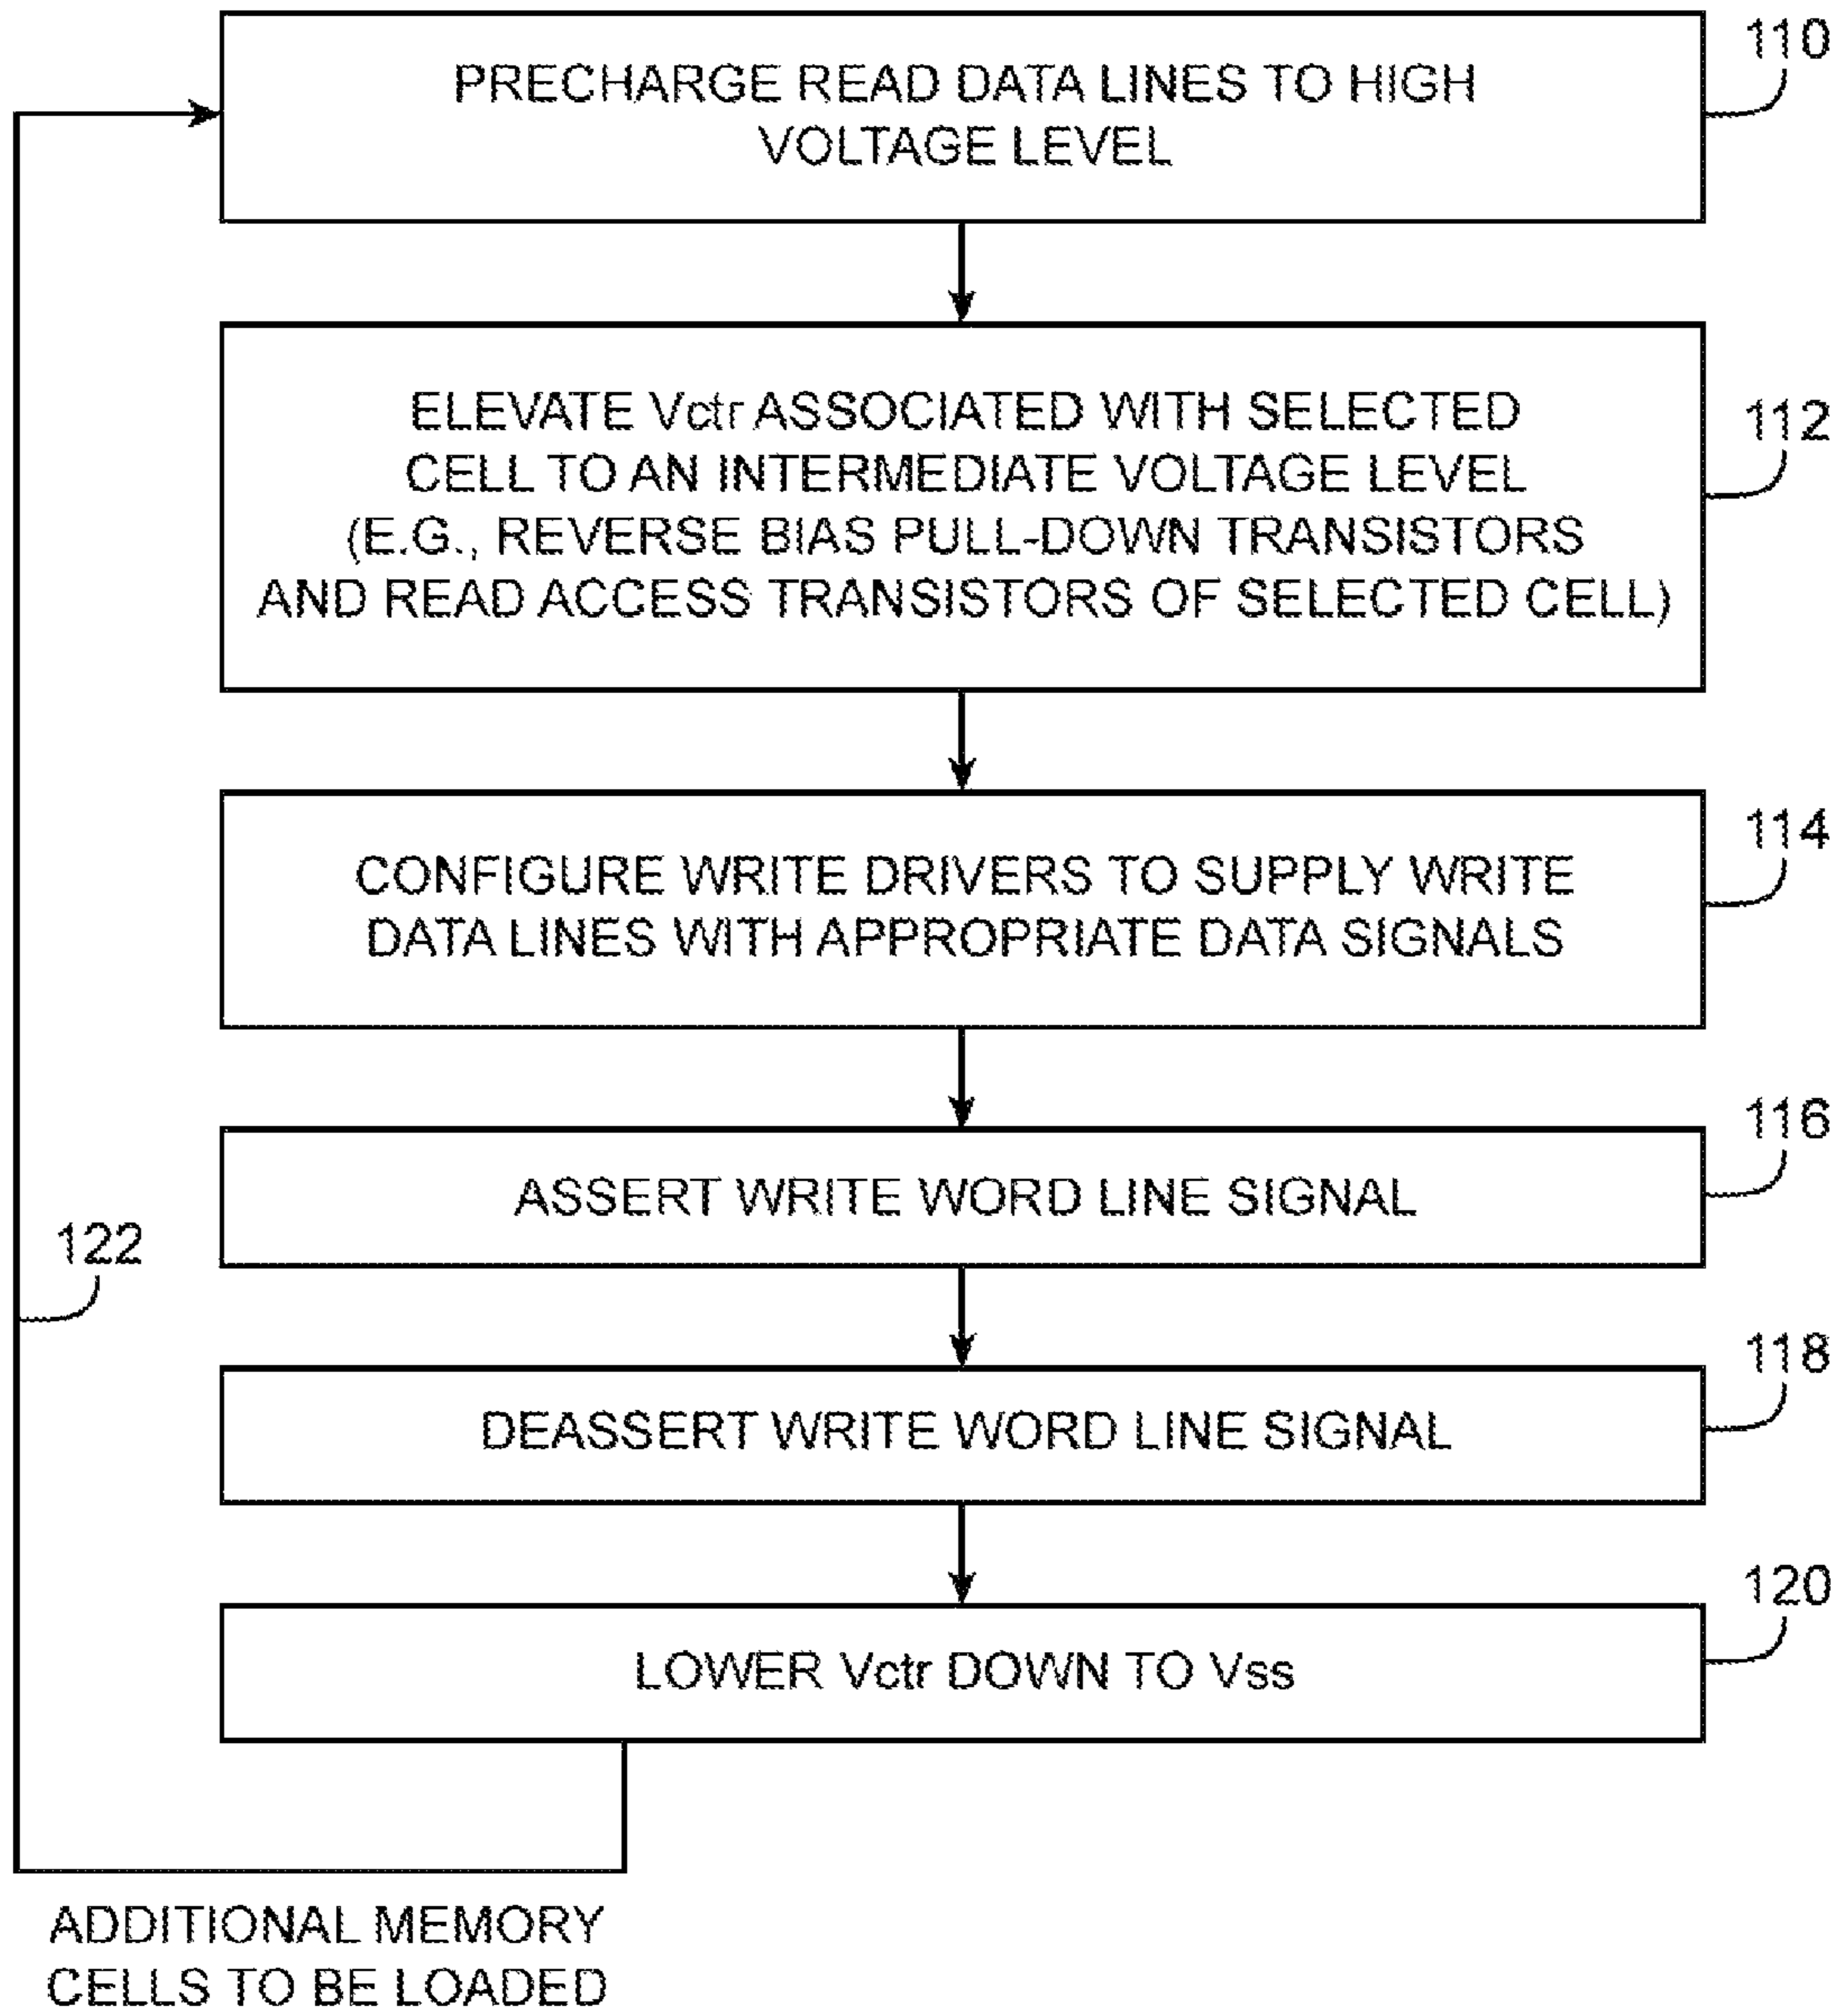 110
PRECHARGE READ DATA LINES TO HIGH
VOLTAGE LEVEL
112
ELEVATE Vctr ASSOCIATED WITH SELECTED
CELL TO AN INTERMEDIATE VOLTAGE LEVEL
(E.G., REVERSE BIAS PULL-DOWN TRANSISTORS
AND READ ACCESS TRANSISTORS OF SELECTED CELL)
114
CONFIGURE WRITE DRIVERS TO SUPPLY WRITE
DATA LINES WITH APPROPRIATE DATA SIGNALS
116
ASSERT WRITE WORD LINE SIGNAL
122
118
DEASSERT WRITE WORD LINE SIGNAL
120
LOWER Vctr DOWN TO Vss
ADDITIONAL MEMORY
CELLS TO BE LOADED